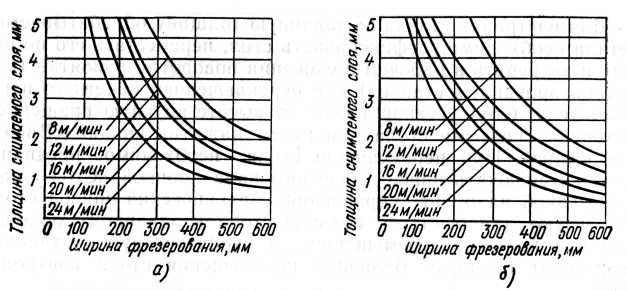 Толщина снимаемого слоя, мм
5
4
3
2
1
8 м/мин
12 м/мин
16 м/мин
20 м/мин
24 м/мин
0 100 200 300 400 500 600
Ширина фрезерования, мм
а)
Толщина снимаемого слоя, мм
5
4
3
2
1
8 м/мин
12 м/мин
16 м/мин
20 м/мин
24 м/мин
0 100 200 300 400 500 600
Ширина фрезерования, мм
б)